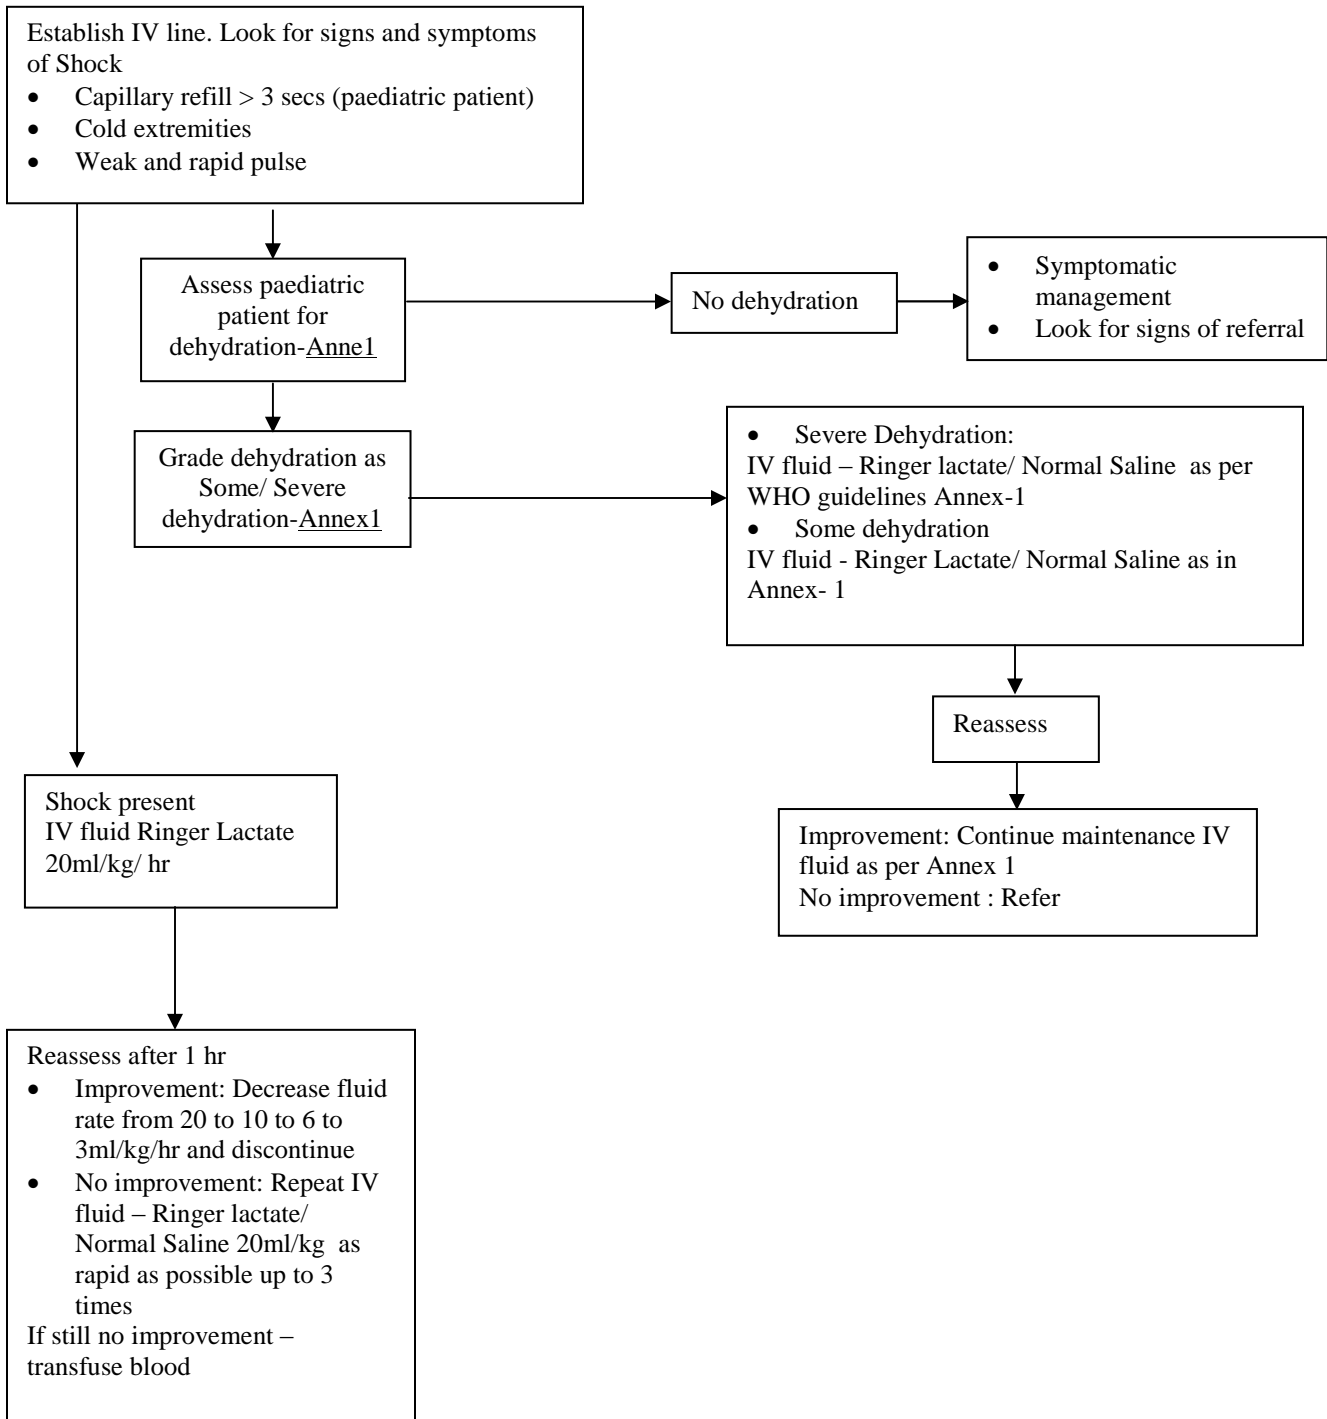 Establish IV line. Look for signs and symptoms
of Shock
• Capillary refill > 3 secs (paediatric patient)
• Cold extremities
• Weak and rapid pulse
Assess paediatric
patient for
dehydration-Anne1
No dehydration
• Symptomatic
management
• Look for signs of referral
Grade dehydration as
Some/ Severe
dehydration-Annex1
• Severe Dehydration:
IV fluid – Ringer lactate/ Normal Saline as per
WHO guidelines Annex-1
• Some dehydration
IV fluid - Ringer Lactate/ Normal Saline as in
Annex- 1
Reassess
Improvement: Continue maintenance IV
fluid as per Annex 1
No improvement : Refer
Shock present
IV fluid Ringer Lactate
20ml/kg/ hr
Reassess after 1 hr
• Improvement: Decrease fluid
rate from 20 to 10 to 6 to
3ml/kg/hr and discontinue
• No improvement: Repeat IV
fluid – Ringer lactate/
Normal Saline 20ml/kg as
rapid as possible up to 3
times
If still no improvement –
transfuse blood